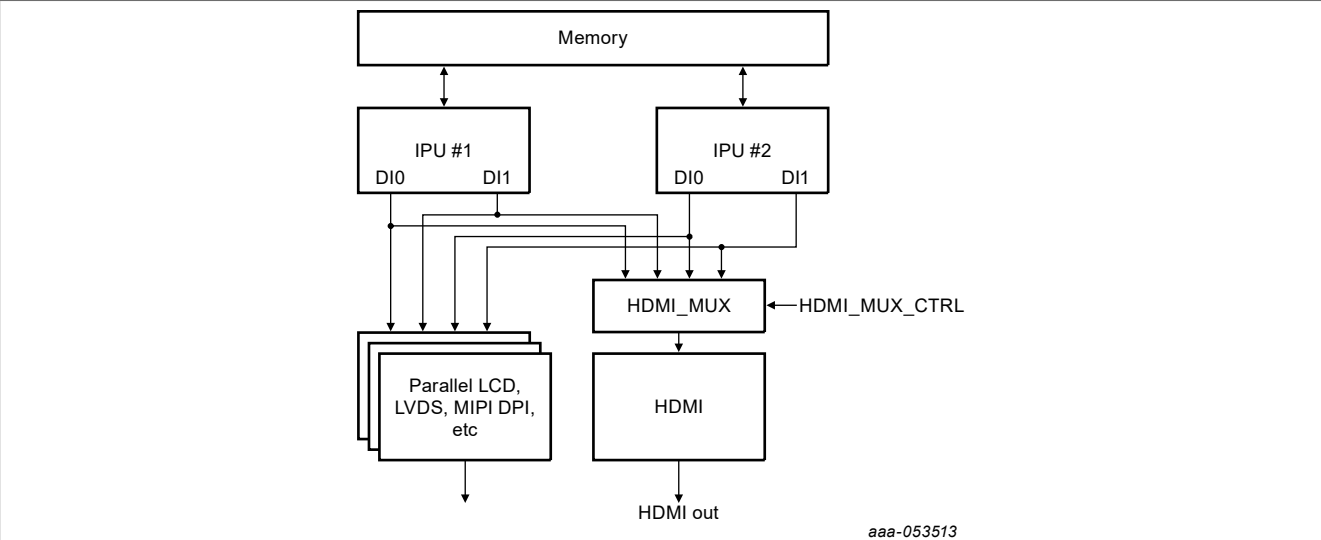 Memory
IPU #1
DI0 DI1
IPU #2
DI0 DI1
HDMI_MUX
HDMI_MUX_CTRL
Parallel LCD,
LVDS, MIPI DPI,
etc
HDMI
HDMI out
aaa-053513